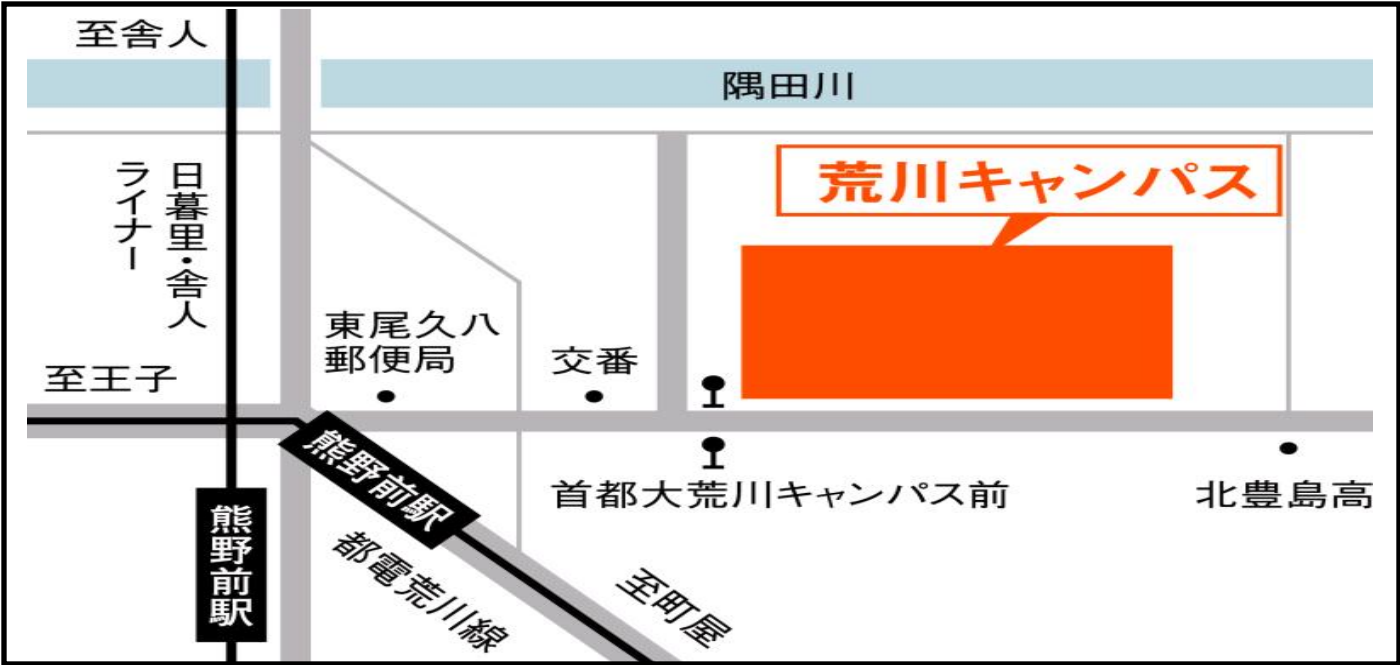 至舎人
隅田川
荒川キャンパス
日暮里・舎人
ライナー
東尾久八
郵便局
交番
至王子
熊野前駅
熊野前駅
首都大荒川キャンパス前
北豊島高
都電荒川線
至町屋